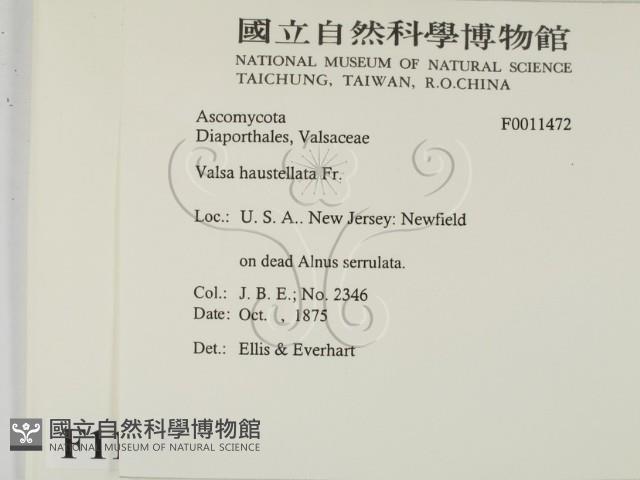 國立自然科學博物館
NATIONAL MUSEUM OF NATURAL SCIENCE
TAICHUNG, TAIWAN, R.O.CHINA
Ascomycota F0011472
Diaporthales, Valsaceae
Valsa haustellata Fr.
Loc.: U. S. A.. New Jersey: Newfield
on dead Alnus serrulata.
Col.: J. B. E.; No. 2346
Date: Oct. , 1875
Det.: Ellis & Everhart
國立自然科學博物館
NATIONAL MUSEUM OF NATURAL SCIENCE